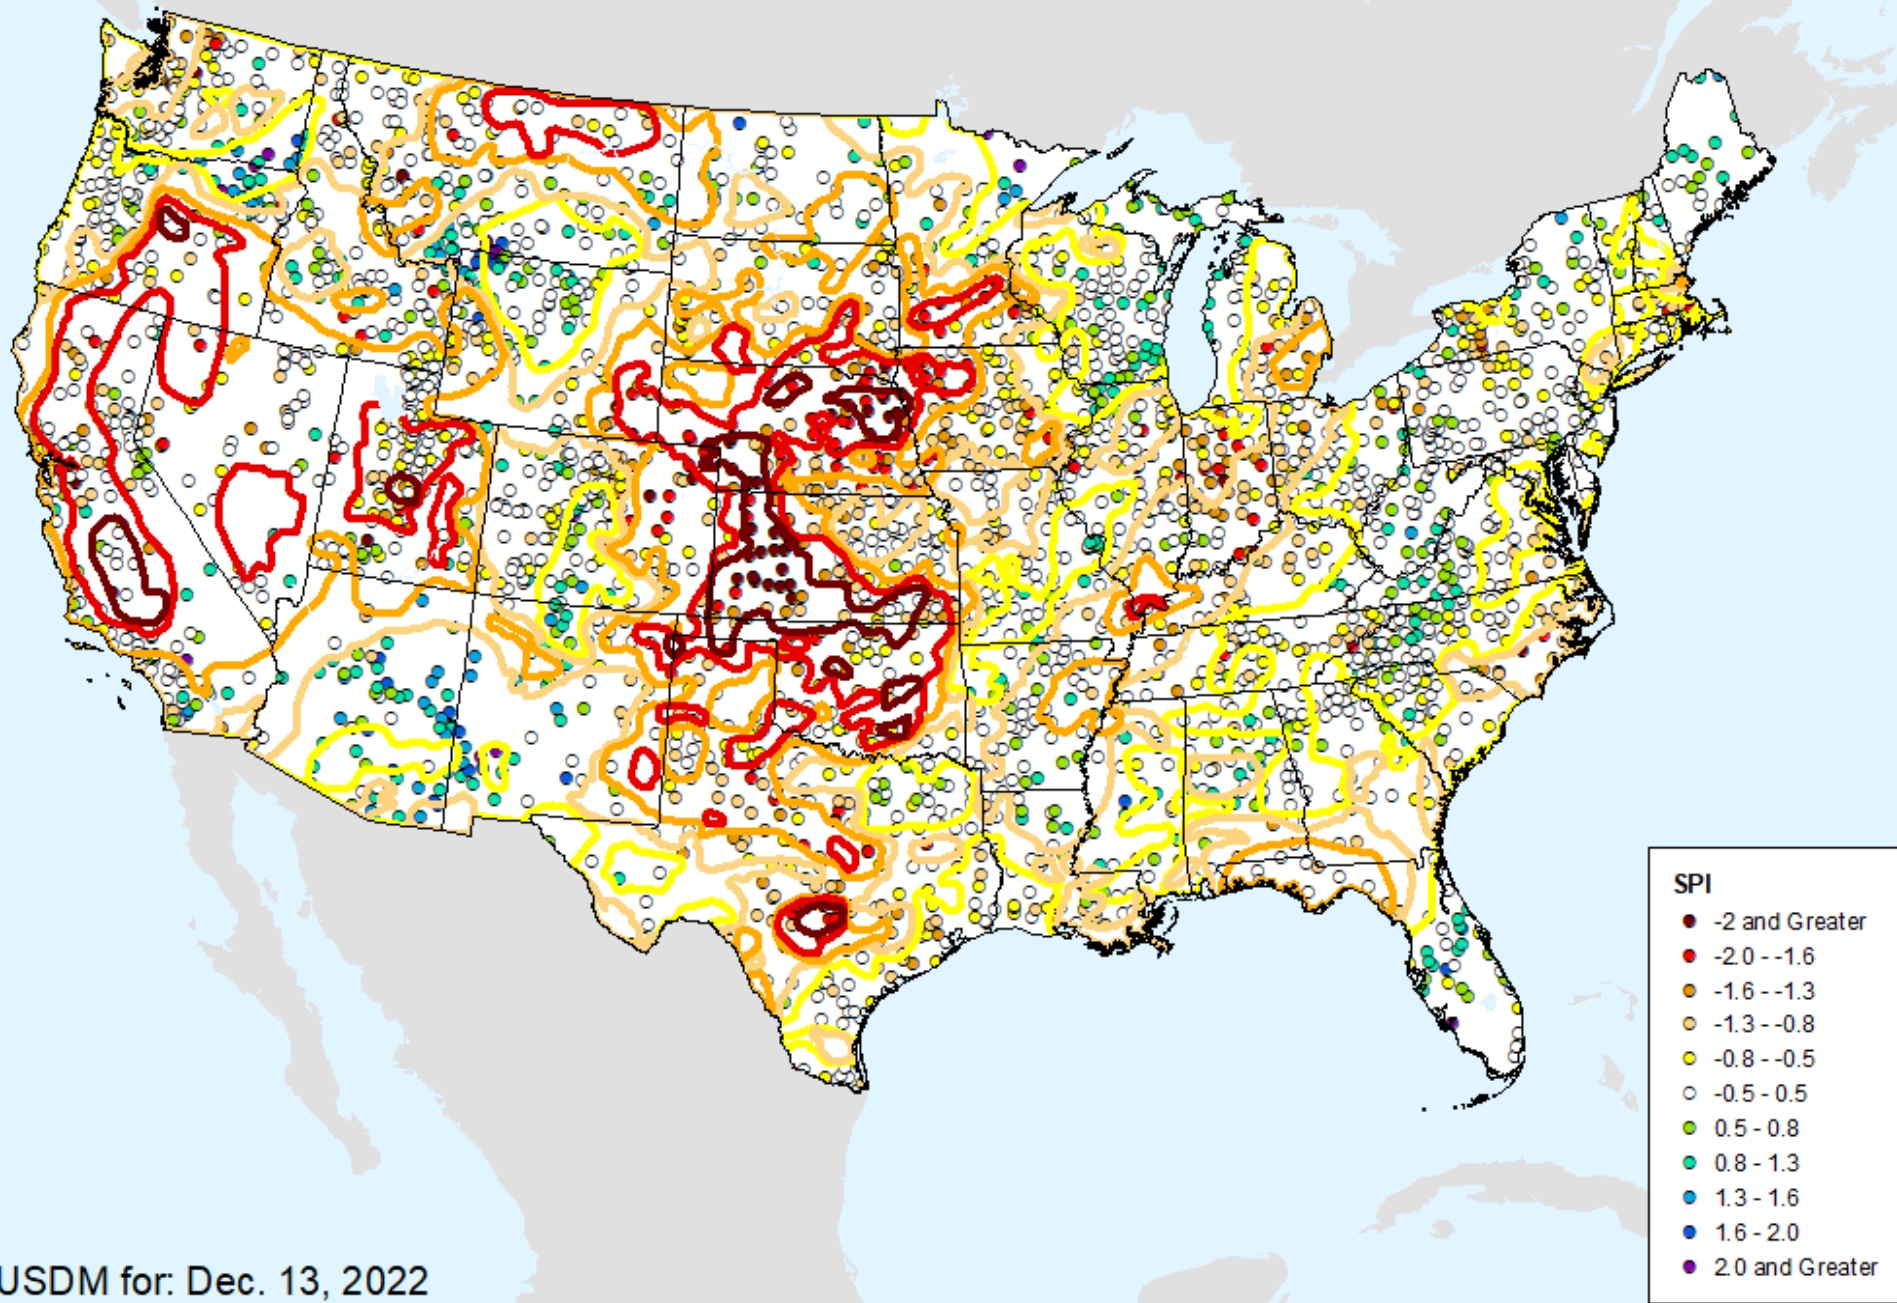 SPI
-2 and Greater
-2.0 - -1.6
-1.6 - -1.3
-1.3 - -0.8
-0.8 - -0.5
-0.5 - 0.5
0.5 - 0.8
0.8 - 1.3
1.3 - 1.6
1.6 - 2.0
2.0 and Greater
USDM for: Dec. 13, 2022